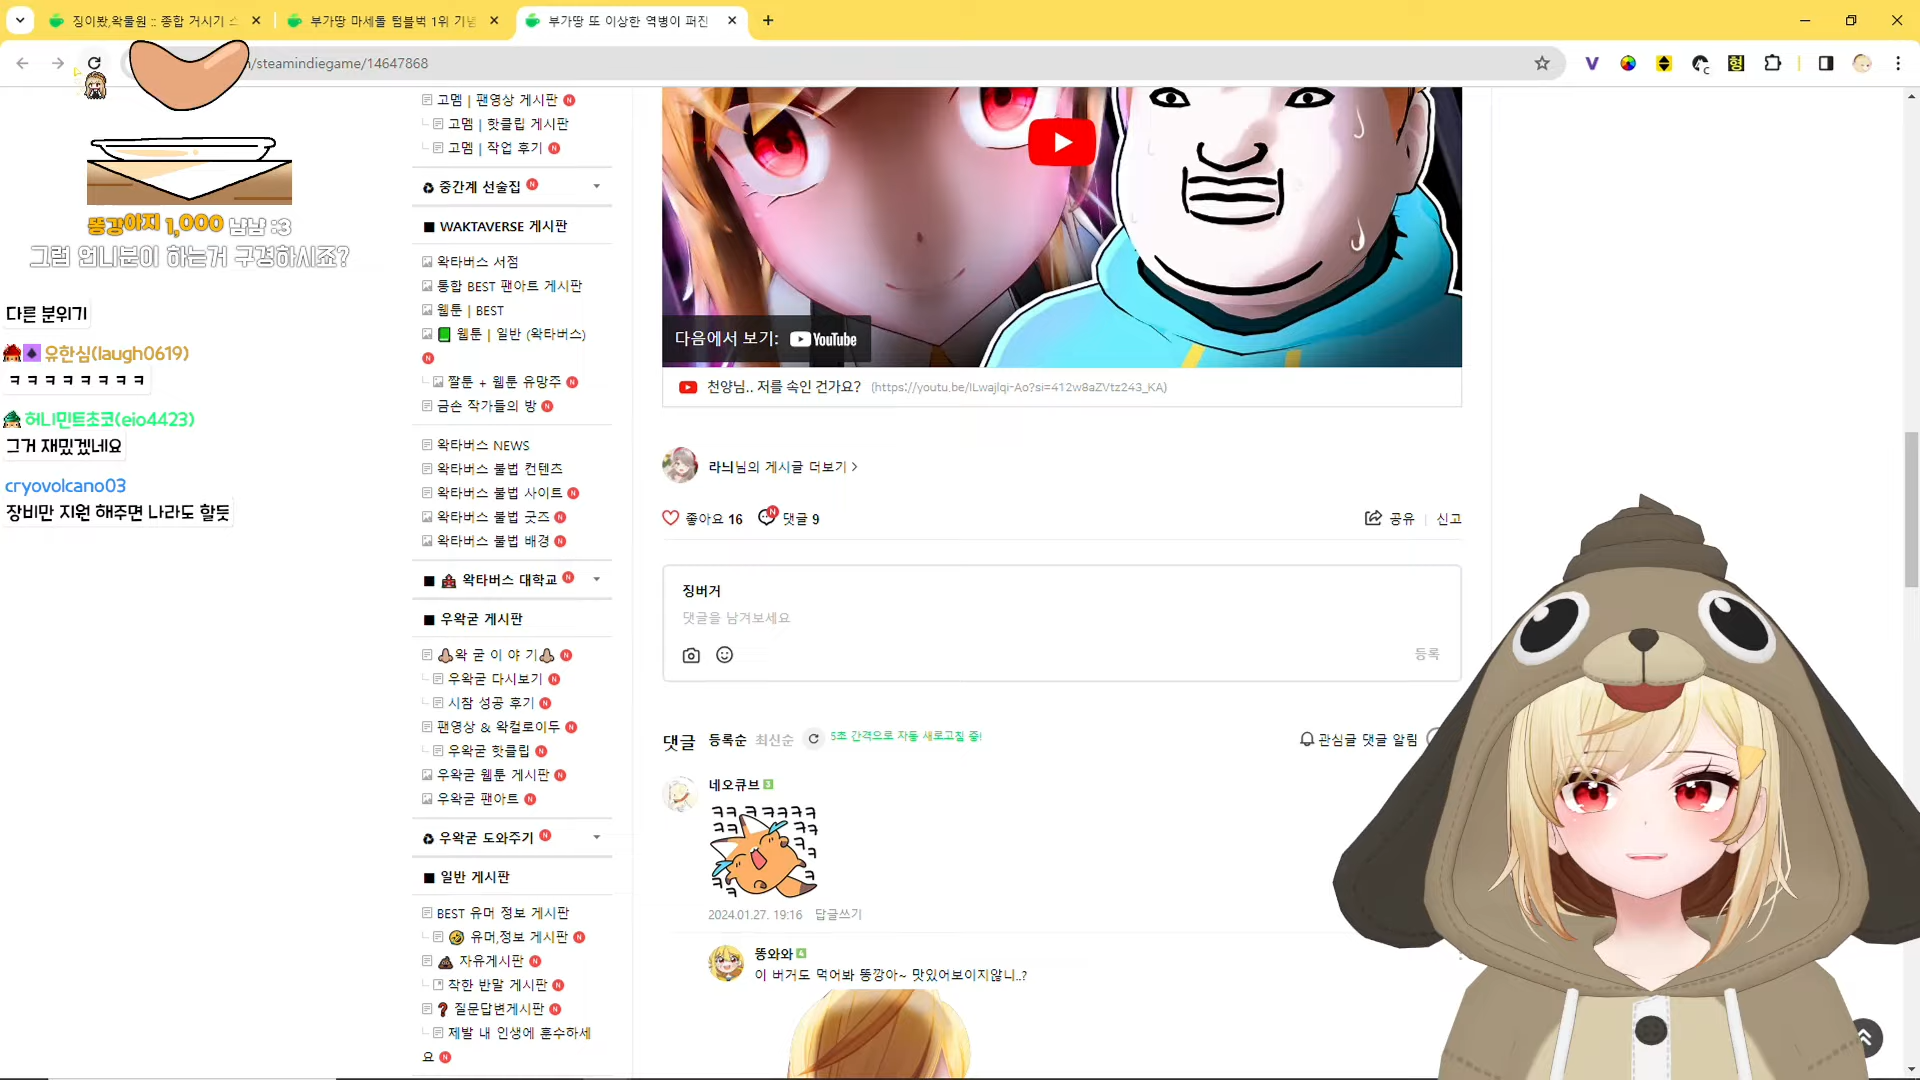 징이봤,왁물원 :: 종합 거시기 스
부가땅 마세돌 텀블벅 1위 기념
부가땅 또 이상한 역병이 퍼진
/steamindiegame/14647868
똥강아지 1,000 냠냠 :3
그럼 언니분이 하는거 구경하시죠?
다른 분위기
유한심(laugh0619)
ㅋㅋㅋㅋㅋㅋㅋㅋ
허니민트초코(eio4423)
그거 재밌겠네요
cryovolcano03
장비만 지원 해주면 나라도 할듯
고멤 | 팬영상 게시판
고멤 | 핫클립 게시판
고멤 | 작업 후기
중간계 선술집
WAKTAVERSE 게시판
왁타버스 서점
통합 BEST 팬아트 게시판
웹툰 | BEST
웹툰 | 일반 (왁타버스)
짤툰 + 웹툰 유망주
금손 작가들의 방
왁타버스 NEWS
왁타버스 불법 컨텐츠
왁타버스 불법 사이트
왁타버스 불법 굿즈
왁타버스 불법 배경
왁타버스 대학교
우왁굳 게시판
왁 굳 이 야 기
우왁굳 다시보기
시참 성공 후기
팬영상 & 왁컬로이두
우왁굳 핫클립
우왁굳 웹툰 게시판
우왁굳 팬아트
우왁굳 도와주기
일반 게시판
BEST 유머 정보 게시판
유머,정보 게시판
자유게시판
착한 반말 게시판
질문답변게시판
제발 내 인생에 훈수하세
요
다음에서 보기: YouTube
천양님.. 저를 속인 건가요? (https://youtu.be/ILwajlqi-Ao?si=412w8aZVtz243_KA)
라늬님의 게시글 더보기 >
좋아요 16 댓글 9
공유 | 신고
징버거
댓글을 남겨보세요
등록
댓글 등록순 최신순 5초 간격으로 자동 새로고침 중!
관심글 댓글 알림
네오큐브
ㅋㅋㅋㅋㅋㅋㅋ
2024.01.27. 19:16 답글쓰기
똥와와
이 버거도 먹어봐 똥깡아~ 맛있어보이지않니..?